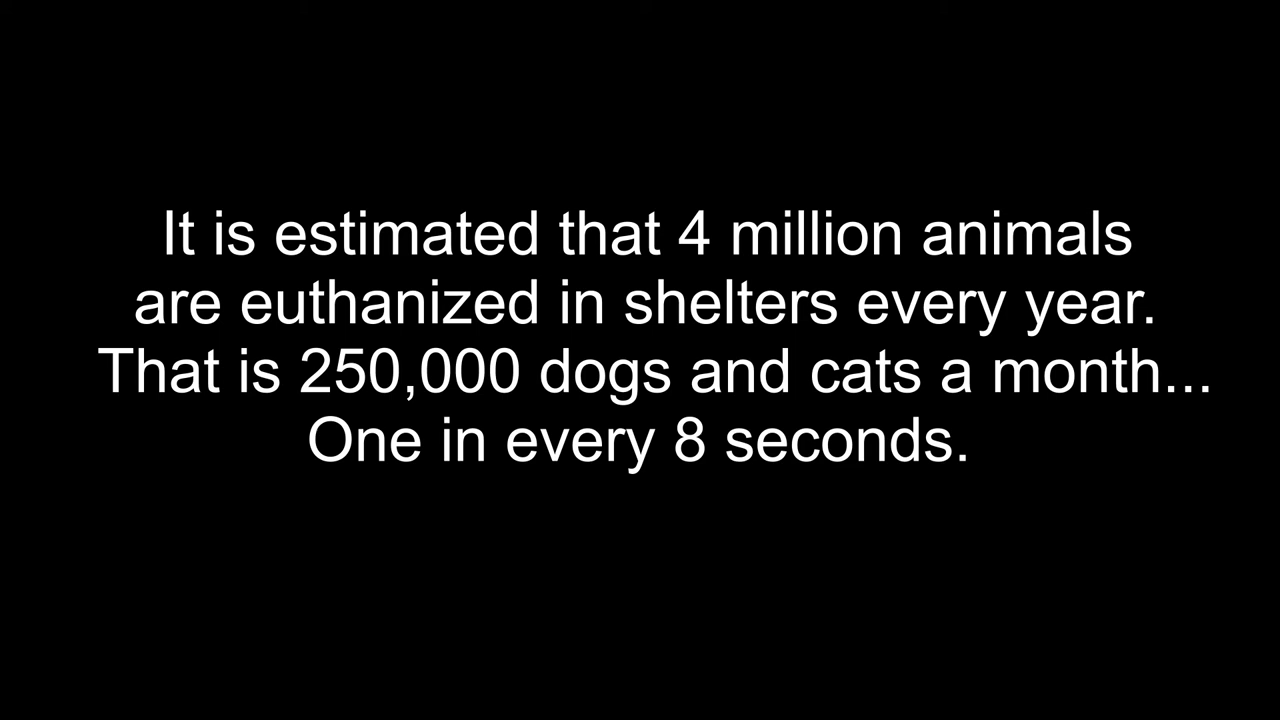 It is estimated that 4 million animals
are euthanized in shelters every year.
That is 250,000 dogs and cats a month...
One in every 8 seconds.